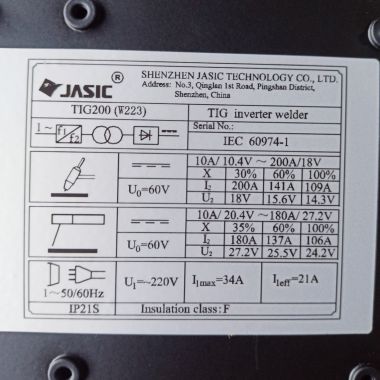 JASIC ®
SHENZHEN JASIC TECHNOLOGY CO., LTD.
Address: No.3, Qinglan 1st Road, Pingshan District,
Shenzhen, China
TIG200 (W223) TIG inverter welder
1~ f1 f2 Serial No.:
IEC 60974-1
10A/ 10.4V ~ 200A/18V
X 30% 60% 100%
U₀=60V I₂ 200A 141A 109A
U₂ 18V 15.6V 14.3V
10A/ 20.4V ~180A/ 27.2V
X 35% 60% 100%
U₀=60V I₂ 180A 137A 106A
U₂ 27.2V 25.5V 24.2V
1~50/60Hz U₁=~220V I₁max=34A I₁eff=21A
IP21S Insulation class: F